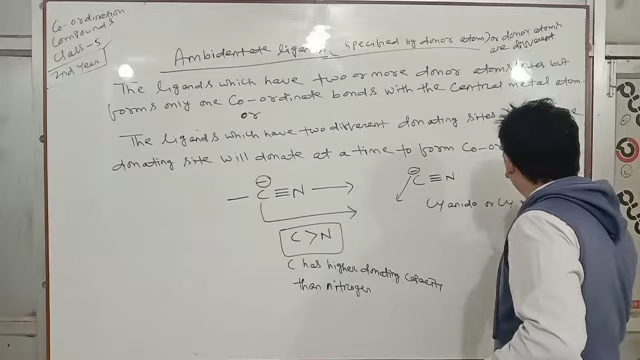 Co-ordination
Compounds
Class-5
2nd Year
Ambidentate ligan (specified by donor atom) or donor atoms
are different
The ligands which have two or more donor atoms/sites but
forms only one Co-ordinate bonds with the Central metal atom
or
The ligands which have two different donating sites
donating site will donate at a time to form Co-or
– C ≡ N →
⊖
C > N
C has higher donating capacity
than nitrogen
⊖
C ≡ N
Cyanido or Cy